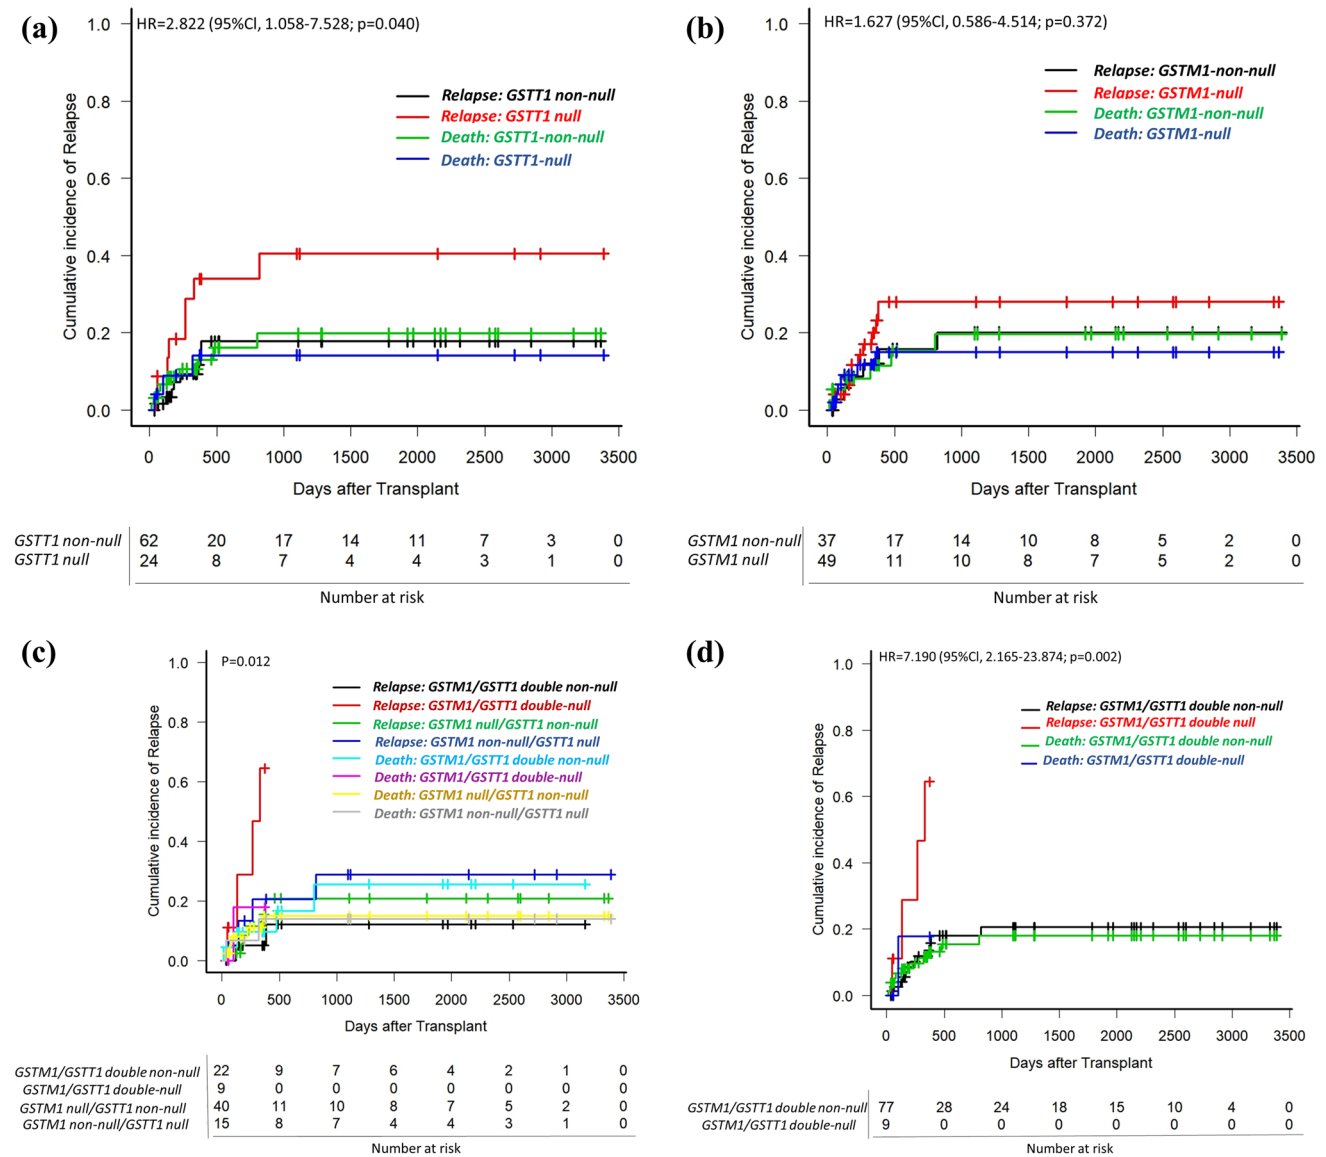 (a)
HR=2.822 (95%Cl, 1.058-7.528; p=0.040)
Cumulative incidence of Relapse
1.0
0.8
0.6
0.4
0.2
0.0
Relapse: GSTT1 non-null
Relapse: GSTT1 null
Death: GSTT1-non-null
Death: GSTT1-null
0 500 1000 1500 2000 2500 3000 3500
Days after Transplant
GSTT1 non-null 62 20 17 14 11 7 3 0
GSTT1 null 24 8 7 4 4 3 1 0
Number at risk
(b)
HR=1.627 (95%Cl, 0.586-4.514; p=0.372)
Cumulative incidence of Relapse
1.0
0.8
0.6
0.4
0.2
0.0
Relapse: GSTM1-non-null
Relapse: GSTM1-null
Death: GSTM1-non-null
Death: GSTM1-null
0 500 1000 1500 2000 2500 3000 3500
Days after Transplant
GSTM1 non-null 37 17 14 10 8 5 2 0
GSTM1 null 49 11 10 8 7 5 2 0
Number at risk
(c)
P=0.012
Cumulative incidence of Relapse
1.0
0.8
0.6
0.4
0.2
0.0
Relapse: GSTM1/GSTT1 double non-null
Relapse: GSTM1/GSTT1 double-null
Relapse: GSTM1 null/GSTT1 non-null
Relapse: GSTM1 non-null/GSTT1 null
Death: GSTM1/GSTT1 double non-null
Death: GSTM1/GSTT1 double-null
Death: GSTM1 null/GSTT1 non-null
Death: GSTM1 non-null/GSTT1 null
0 500 1000 1500 2000 2500 3000 3500
Days after Transplant
GSTM1/GSTT1 double non-null 22 9 7 6 4 2 1 0
GSTM1/GSTT1 double-null 9 0 0 0 0 0 0 0
GSTM1 null/GSTT1 non-null 40 11 10 8 7 5 2 0
GSTM1 non-null/GSTT1 null 15 8 7 4 4 3 1 0
Number at risk
(d)
HR=7.190 (95%Cl, 2.165-23.874; p=0.002)
Cumulative incidence of Relapse
1.0
0.8
0.6
0.4
0.2
0.0
Relapse: GSTM1/GSTT1 double non-null
Relapse: GSTM1/GSTT1 double null
Death: GSTM1/GSTT1 double non-null
Death: GSTM1/GSTT1 double-null
0 500 1000 1500 2000 2500 3000 3500
Days after Transplant
GSTM1/GSTT1 double non-null 77 28 24 18 15 10 4 0
GSTM1/GSTT1 double-null 9 0 0 0 0 0 0 0
Number at risk